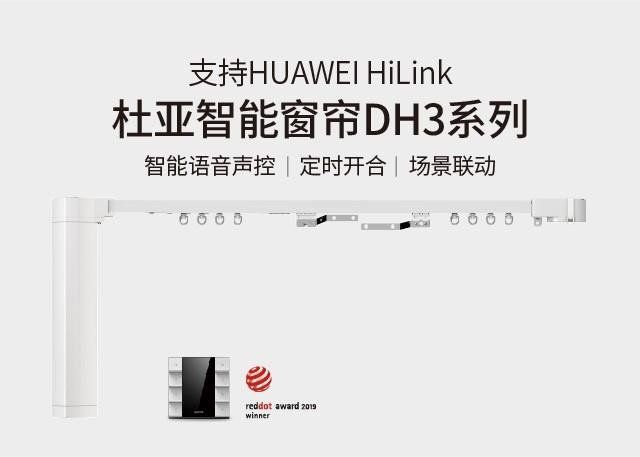 支持HUAWEI HiLink
杜亚智能窗帘DH3系列
智能语音声控 | 定时开合 | 场景联动
reddot award 2019
winner